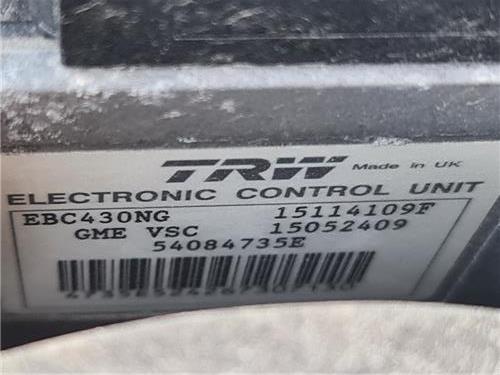 TRW Made in UK
ELECTRONIC CONTROL UNIT
EBC430NG 15114109F
GME VSC 15052409
54084735E